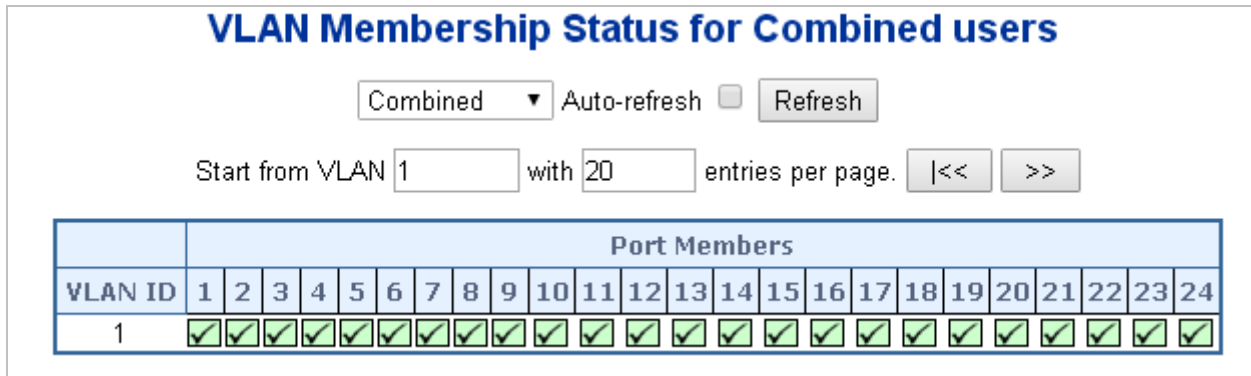 VLAN Membership Status for Combined users
Combined Auto-refresh Refresh
Start from VLAN 1 with 20 entries per page. |<< >>
Port Members
VLAN ID 1 2 3 4 5 6 7 8 9 10 11 12 13 14 15 16 17 18 19 20 21 22 23 24
1